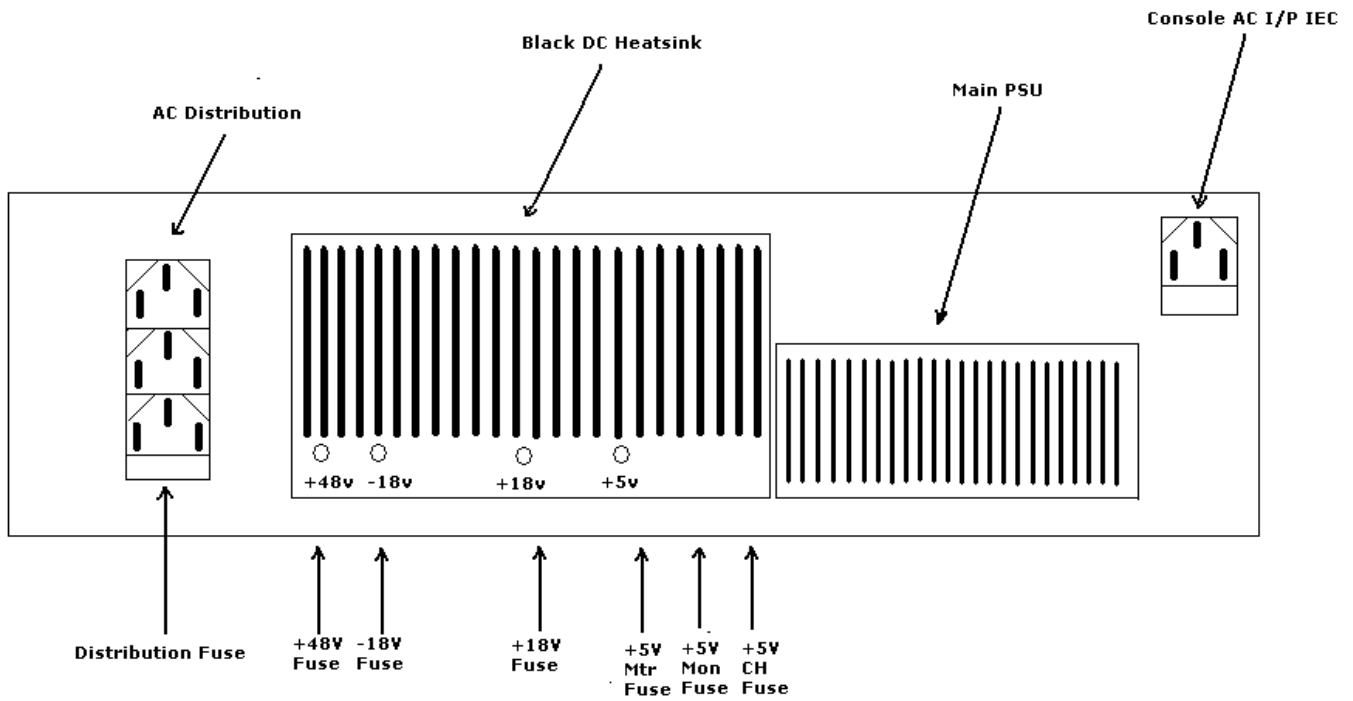 Console AC I/P IEC
Black DC Heatsink
Main PSU
AC Distribution
+48v -18v +18v +5v
Distribution Fuse
+48V
Fuse
-18V
Fuse
+18V
Fuse
+5V
Mtr
Fuse
+5V
Mon
Fuse
+5V
CH
Fuse